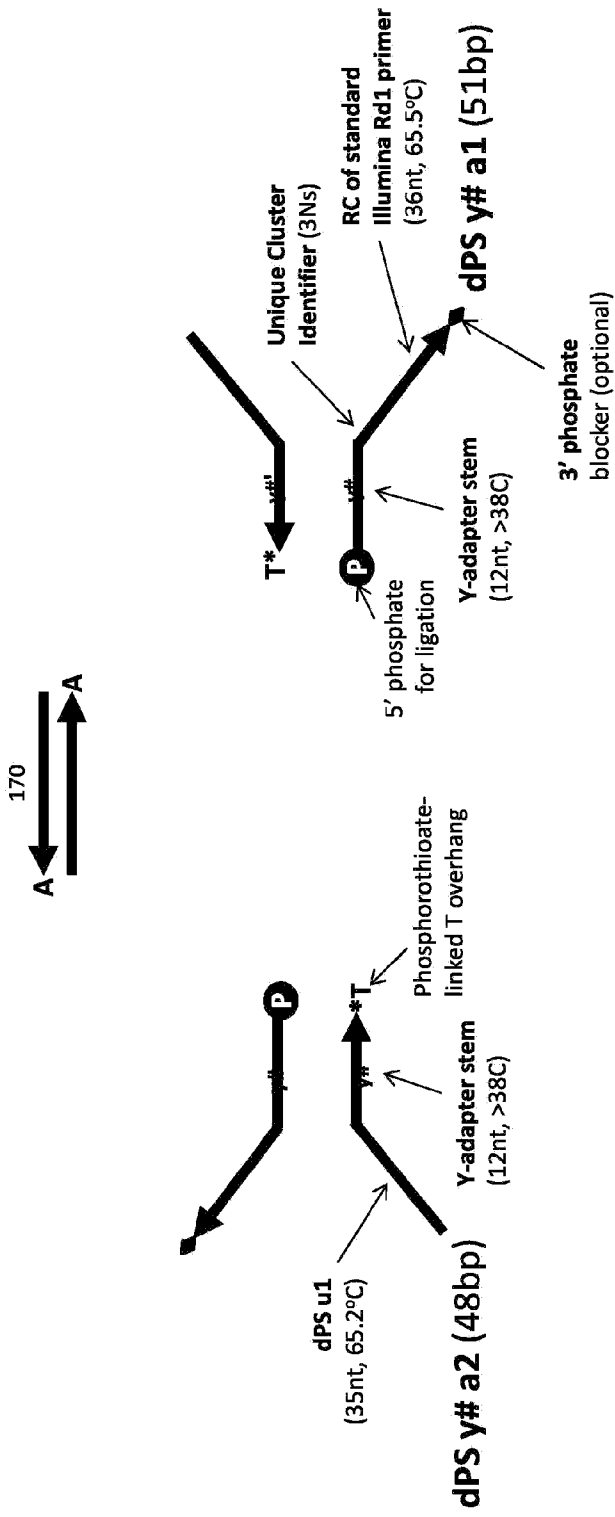 170
A
A
P
y#
*T
y#
Phosphorothioate-
linked T overhang
Y-adapter stem
(12nt, >38C)
dPS u1
(35nt, 65.2°C)
dPS y# a2 (48bp)
T*
y#'
P
y#
5’ phosphate
for ligation
Y-adapter stem
(12nt, >38C)
Unique Cluster
Identifier (3Ns)
RC of standard
Illumina Rd1 primer
(36nt, 65.5°C)
dPS y# a1 (51bp)
3’ phosphate
blocker (optional)